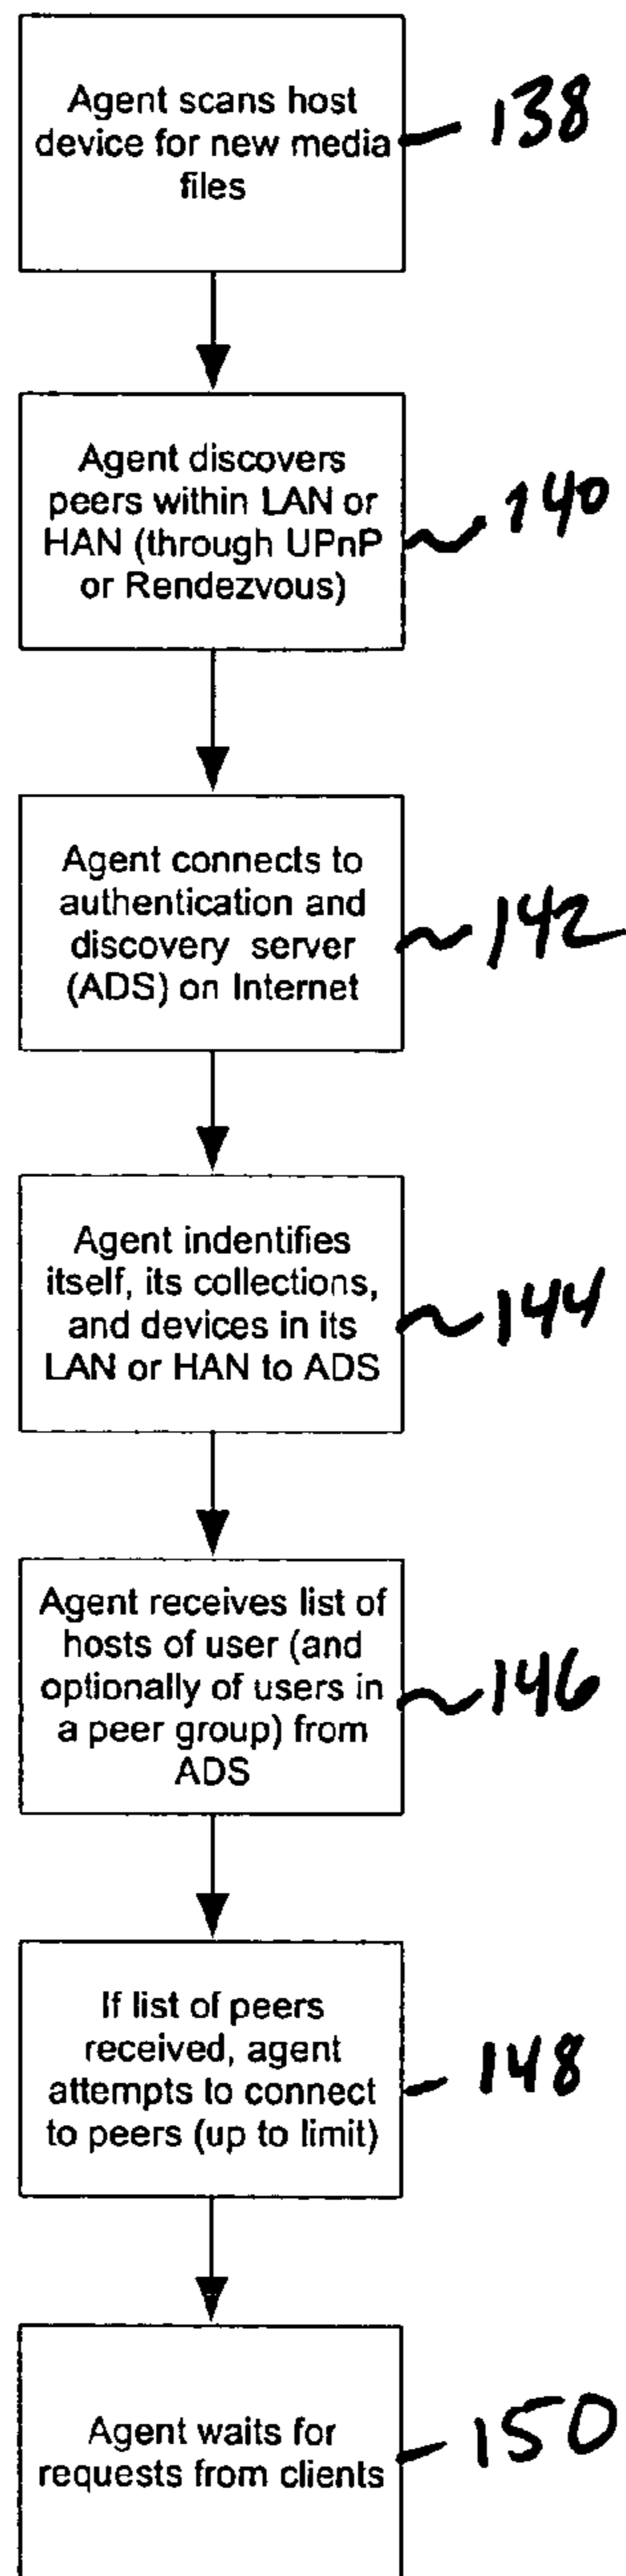 Agent scans host
device for new media
files
138
Agent discovers
peers within LAN or
HAN (through UPnP
or Rendezvous)
140
Agent connects to
authentication and
discovery server
(ADS) on Internet
142
Agent indentifies
itself, its collections,
and devices in its
LAN or HAN to ADS
144
Agent receives list of
hosts of user (and
optionally of users in
a peer group) from
ADS
146
If list of peers
received, agent
attempts to connect
to peers (up to limit)
148
Agent waits for
requests from clients
150